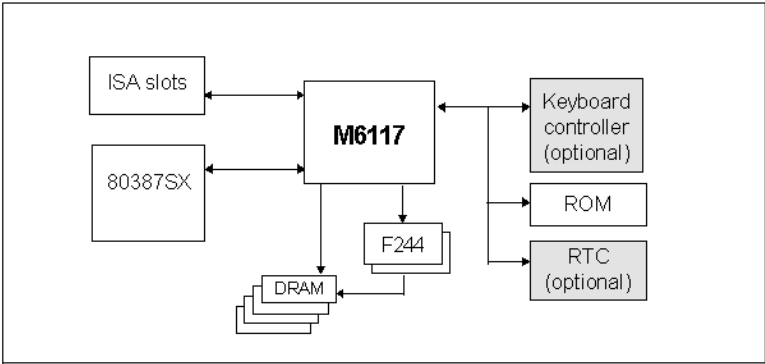 ISA slots
M6117
Keyboard
controller
(optional)
80387SX
ROM
F244
RTC
(optional)
DRAM